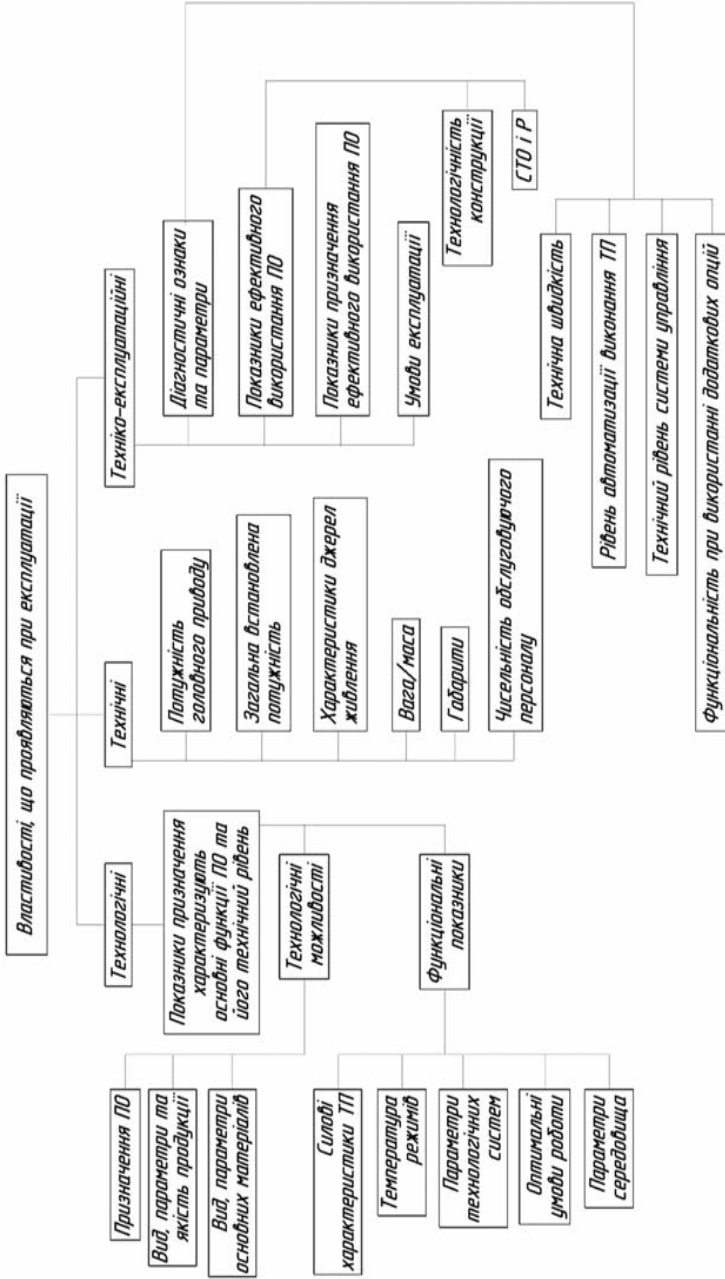 Властивості, що проявляються при експлуатації
Технологічні
Показники призначення
характеризують
основні функції ПО та
його технічний рівень
Технологічні
можливості
Призначення ПО
Вид, параметри та
якість продукції
Вид, параметри
основних матеріалів
Функціональні
показники
Силові
характеристики ТП
Температура
режимів
Параметри
технологічних
систем
Оптимальні
умови роботи
Параметри
середовища
Технічні
Потужність
головного приводу
Загальна встановлена
потужність
Характеристики джерел
живлення
Вага/маса
Габарити
Чисельність обслуговуючого
персоналу
Техніко-експлуатаційні
Діагностичні ознаки
та параметри
Показники ефективного
використання ПО
Показники призначення
ефективного використання ПО
Умови експлуатації
Технологічність
конструкції
СТО і Р
Технічна швидкість
Рівень автоматизації виконання ТП
Технічний рівень системи управління
Функціональність при використанні додаткових опцій